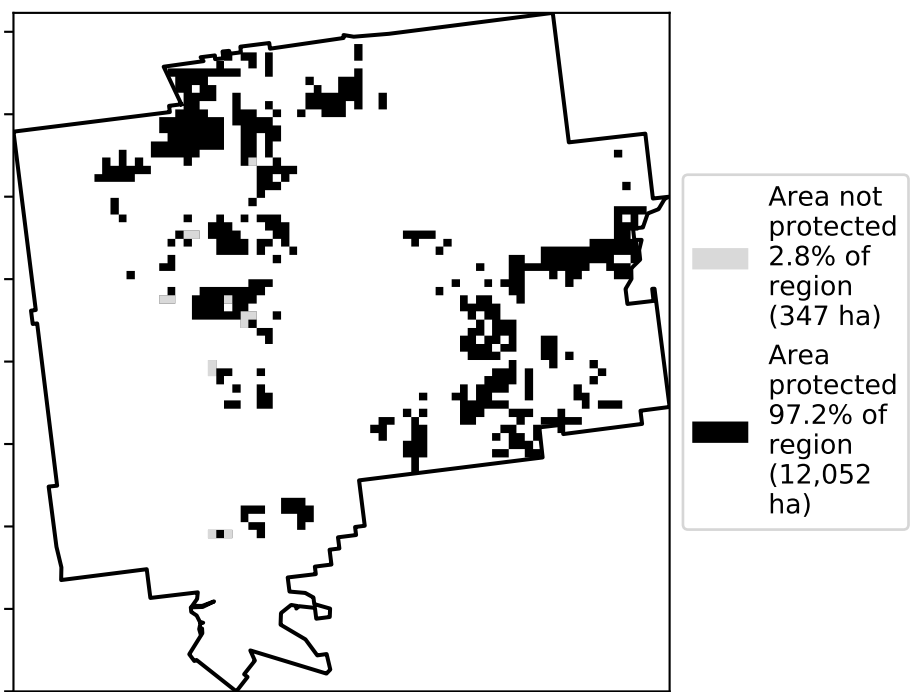 Area not
protected
2.8% of
region
(347 ha)
Area
protected
97.2% of
region
(12,052
ha)